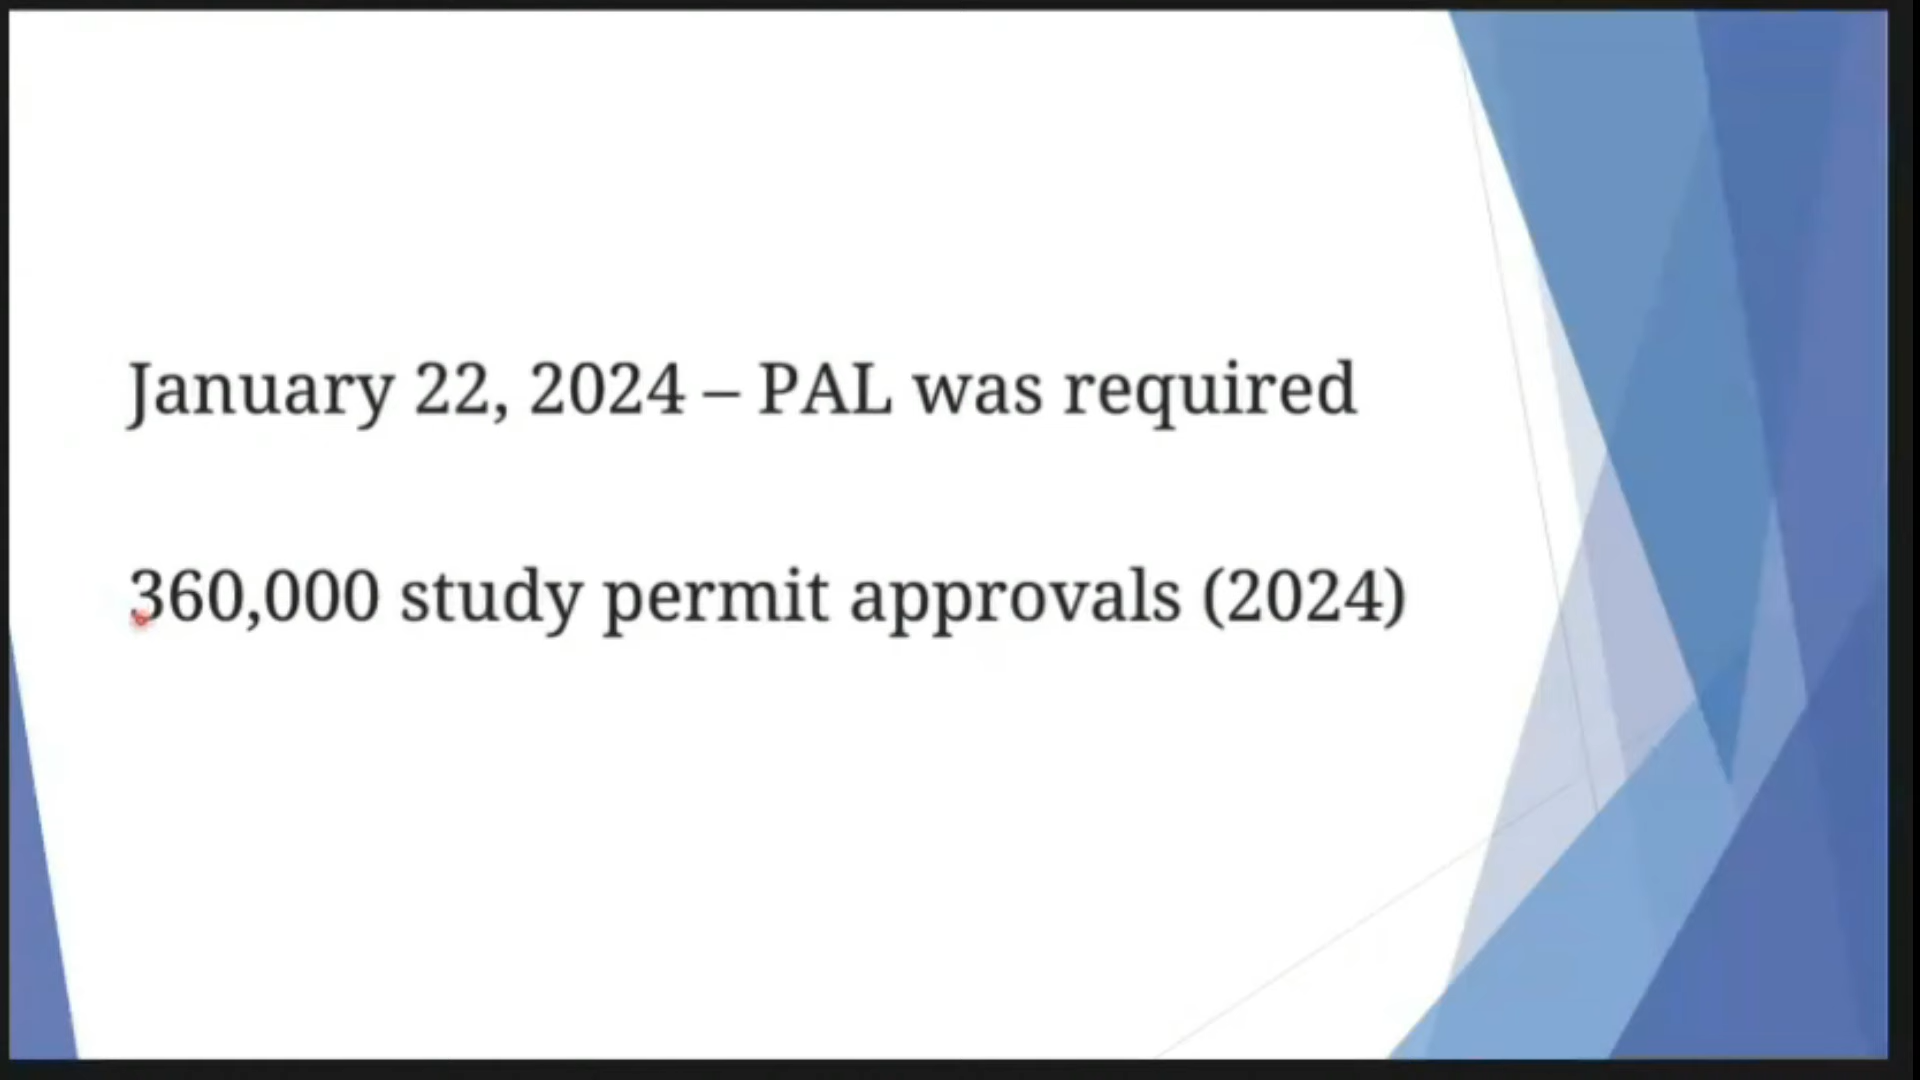 January 22, 2024 – PAL was required
360,000 study permit approvals (2024)